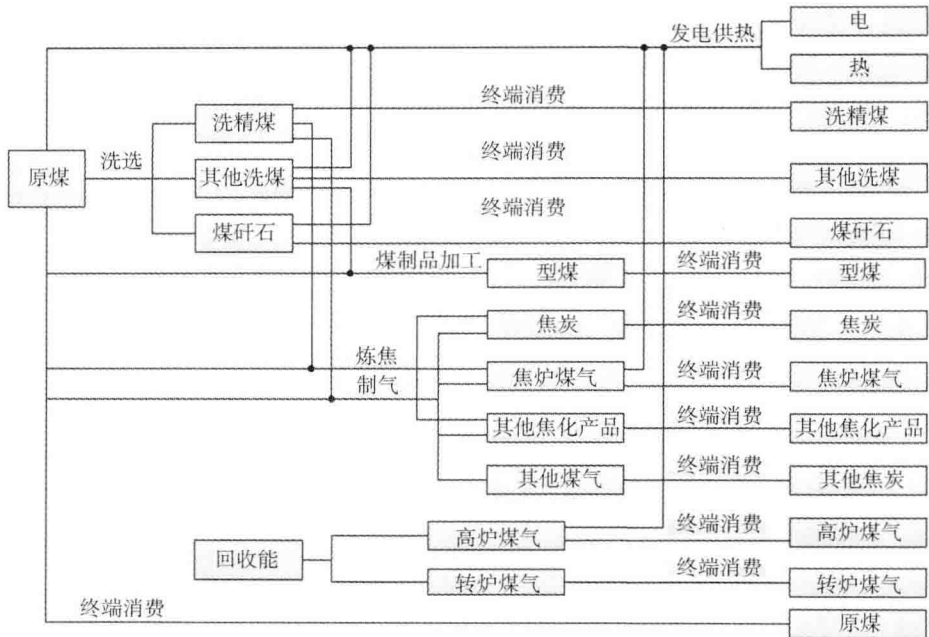 发电供热
电
热
终端消费
洗精煤
洗精煤
洗选
终端消费
原煤
其他洗煤
其他洗煤
终端消费
煤矸石
煤矸石
煤制品加工
型煤
终端消费
型煤
焦炭
终端消费
焦炭
炼焦
制气
焦炉煤气
终端消费
焦炉煤气
其他焦化产品
终端消费
其他焦化产品
其他煤气
终端消费
其他焦炭
高炉煤气
终端消费
高炉煤气
回收能
转炉煤气
终端消费
转炉煤气
终端消费
原煤